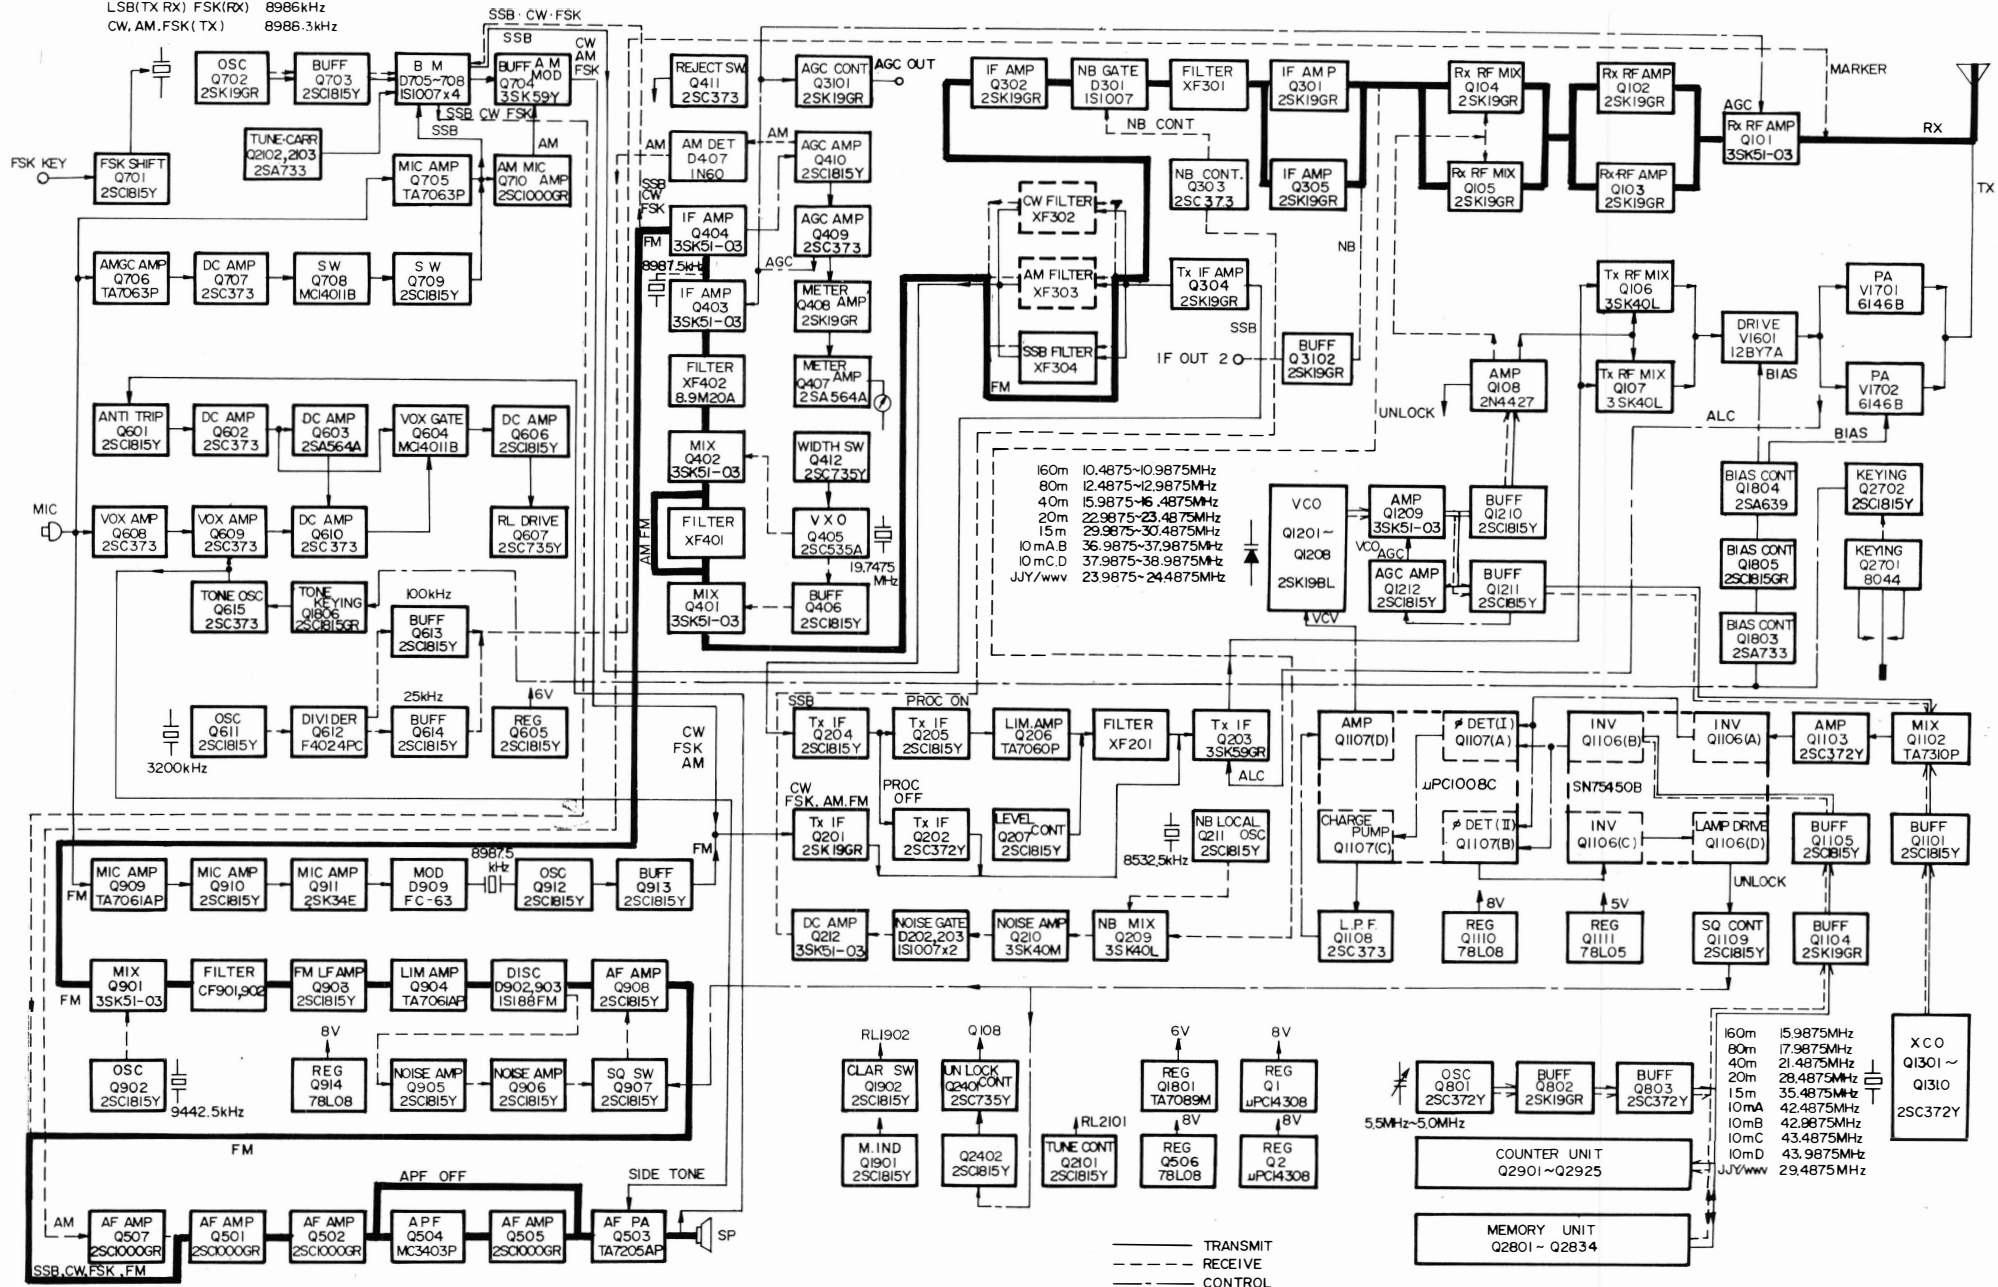 LSB(TX RX) FSK(RX) 8986kHz
CW, AM.FSK(TX) 8986.3kHz
SSB·CW·FSK
SSB
CW
AM
FSK
OSC
Q702
2SK19GR
BUFF
Q703
2SC1815Y
B M
D705~708
1S1007x4
BUFF A M
Q704 MOD
3SK59Y
SSB CW FSK
SSB
AM
FSK KEY
FSK SHIFT
Q701
2SC1815Y
TUNE·CARR
Q2102,2103
2SA733
MIC AMP
Q705
TA7063P
AM MIC
Q710 AMP
2SC1000GR
AMGC AMP
Q706
TA7063P
DC AMP
Q707
2SC373
S W
Q708
MC14011B
S W
Q709
2SC1815Y
ANTI TRIP
Q601
2SC1815Y
DC AMP
Q602
2SC373
DC AMP
Q603
2SA564A
VOX GATE
Q604
MC14011B
DC AMP
Q606
2SC1815Y
MIC
VOX AMP
Q608
2SC373
VOX AMP
Q609
2SC373
DC AMP
Q610
2SC373
RL DRIVE
Q607
2SC735Y
TONE OSC
Q615
2SC373
TONE
KEYING
Q1806
2SC1815GR
100kHz
BUFF
Q613
2SC1815Y
25kHz
OSC
Q611
2SC1815Y
3200kHz
DIVIDER
Q612
F4024PC
BUFF
Q614
2SC1815Y
6V
REG
Q605
2SC1815Y
REJECT SW.
Q411
2SC373
AGC CONT
Q3101
2SK19GR
AGC OUT
AM
AM DET
D407
1N60
AM
AGC AMP
Q410
2SC1815Y
SSB
CW
FSK
IF AMP
Q404
3SK51-03
AGC AMP
Q409
2SC373
FM
8987.5kHz
AGC
IF AMP
Q403
3SK51-03
METER
Q408 AMP
2SK19GR
FILTER
XF402
8.9M20A
METER
Q407 AMP
2SA564A
MIX
Q402
3SK51-03
WIDTH SW
Q412
2SC735Y
AM FM
FILTER
XF401
V X O
Q405
2SC535A
19.7475
MHz
MIX
Q401
3SK51-03
BUFF
Q406
2SC1815Y
IF AMP
Q302
2SK19GR
NB GATE
D301
1S1007
FILTER
XF301
IF AMP
Q301
2SK19GR
NB CONT
NB CONT.
Q303
2SC373
IF AMP
Q305
2SK19GR
CW FILTER
XF302
AM FILTER
XF303
SSB FILTER
XF304
FM
Tx IF AMP
Q304
2SK19GR
SSB
NB
IF OUT 2
BUFF
Q3102
2SK19GR
Rx RF MIX
Q104
2SK19GR
Rx RF MIX
Q105
2SK19GR
Rx RF AMP
Q102
2SK19GR
Rx·RF AMP
Q103
2SK19GR
MARKER
AGC
Rx RF AMP
Q101
3SK51-03
RX
TX
Tx RF MIX
Q106
3SK40L
Tx RF MIX
Q107
3SK40L
AMP
Q108
2N4427
UNLOCK
DRIVE
V1601
12BY7A
BIAS
PA
V1701
6146B
PA
V1702
6146B
ALC
BIAS
160m 10.4875~10.9875MHz
80m 12.4875~12.9875MHz
40m 15.9875~16.4875MHz
20m 22.9875~23.4875MHz
15m 29.9875~30.4875MHz
10mA.B 36.9875~37.9875MHz
10mC.D 37.9875~38.9875MHz
JJY/wwv 23.9875~24.4875MHz
VCO
Q1201~
Q1208
2SK19BL
VCV
AMP
Q1209
3SK51-03
VCO
AGC
AGC AMP
Q1212
2SC1815Y
BUFF
Q1210
2SC1815Y
BUFF
Q1211
2SC1815Y
BIAS CONT
Q1804
2SA639
BIAS CONT
Q1805
2SC1815GR
BIAS CONT
Q1803
2SA733
KEYING
Q2702
2SC1815Y
KEYING
Q2701
8044
CW
FSK
AM
SSB
Tx IF
Q204
2SC1815Y
PROC ON
Tx IF
Q205
2SC1815Y
LIM.AMP
Q206
TA7060P
FILTER
XF201
Tx IF
Q203
3SK59GR
ALC
CW
FSK, AM.FM
Tx IF
Q201
2SK19GR
PROC
OFF
Tx IF
Q202
2SC372Y
LEVEL
Q207 CONT
2SC1815Y
8532.5kHz
NB LOCAL
Q211 OSC
2SC1815Y
DC AMP
Q212
3SK51-03
NOISE GATE
D202,203
1S1007x2
NOISE AMP
Q210
3SK40M
NB MIX
Q209
3SK40L
AMP
Q1107(D)
ø DET(I)
Q1107(A)
µPC1008C
CHARGE
PUMP
Q1107(C)
ø DET(II)
Q1107(B)
INV
Q1106(B)
INV
Q1106(A)
SN75450B
INV
Q1106(C)
LAMP DRIVE
Q1106(D)
AMP
Q1103
2SC372Y
MIX
Q1102
TA7310P
BUFF
Q1105
2SC1815Y
BUFF
Q1101
2SC1815Y
UNLOCK
L.P.F.
Q1108
2SC373
8V
REG
Q1110
78L08
5V
REG
Q1111
78L05
SQ CONT
Q1109
2SC1815Y
BUFF
Q1104
2SK19GR
FM
MIC AMP
Q909
TA7061AP
MIC AMP
Q910
2SC1815Y
MIC AMP
Q911
2SK34E
MOD
D909
FC-63
8987.5
kHz
OSC
Q912
2SC1815Y
BUFF
Q913
2SC1815Y
FM
FM
MIX
Q901
3SK51-03
FILTER
CF901,902
FM I.F AMP
Q903
2SC1815Y
LIM AMP
Q904
TA7061AP
DISC
D902,903
1S188FM
AF AMP
Q908
2SC1815Y
OSC
Q902
2SC1815Y
9442.5kHz
8V
REG
Q914
78L08
NOISE AMP
Q905
2SC1815Y
NOISE AMP
Q906
2SC1815Y
SQ SW
Q907
2SC1815Y
FM
RL1902
CLAR SW
Q1902
2SC1815Y
M.IND
Q1901
2SC1815Y
Q108
UNLOCK
Q2401 CONT
2SC735Y
Q2402
2SC1815Y
RL2101
TUNE CONT
Q2101
2SC1815Y
6V
REG
Q1801
TA7089M
8V
REG
Q506
78L08
8V
REG
Q1
µPC14308
8V
REG
Q2
µPC14308
5.5MHz~5.0MHz
OSC
Q801
2SC372Y
BUFF
Q802
2SK19GR
BUFF
Q803
2SC372Y
160m 15.9875MHz
80m 17.9875MHz
40m 21.4875MHz
20m 28.4875MHz
15m 35.4875MHz
10mA 42.4875MHz
10mB 42.9875MHz
10mC 43.4875MHz
10mD 43.9875MHz
JJY/wwv 29.4875MHz
X C O
Q1301~
Q1310
2SC372Y
COUNTER UNIT
Q2901~Q2925
MEMORY UNIT
Q2801~Q2834
AM
AF AMP
Q507
2SC1000GR
SSB,CW,FSK,FM
AF AMP
Q501
2SC1000GR
AF AMP
Q502
2SC1000GR
APF OFF
A P F
Q504
MC3403P
AF AMP
Q505
2SC1000GR
SIDE TONE
AF PA
Q503
TA7205AP
SP
TRANSMIT
RECEIVE
CONTROL